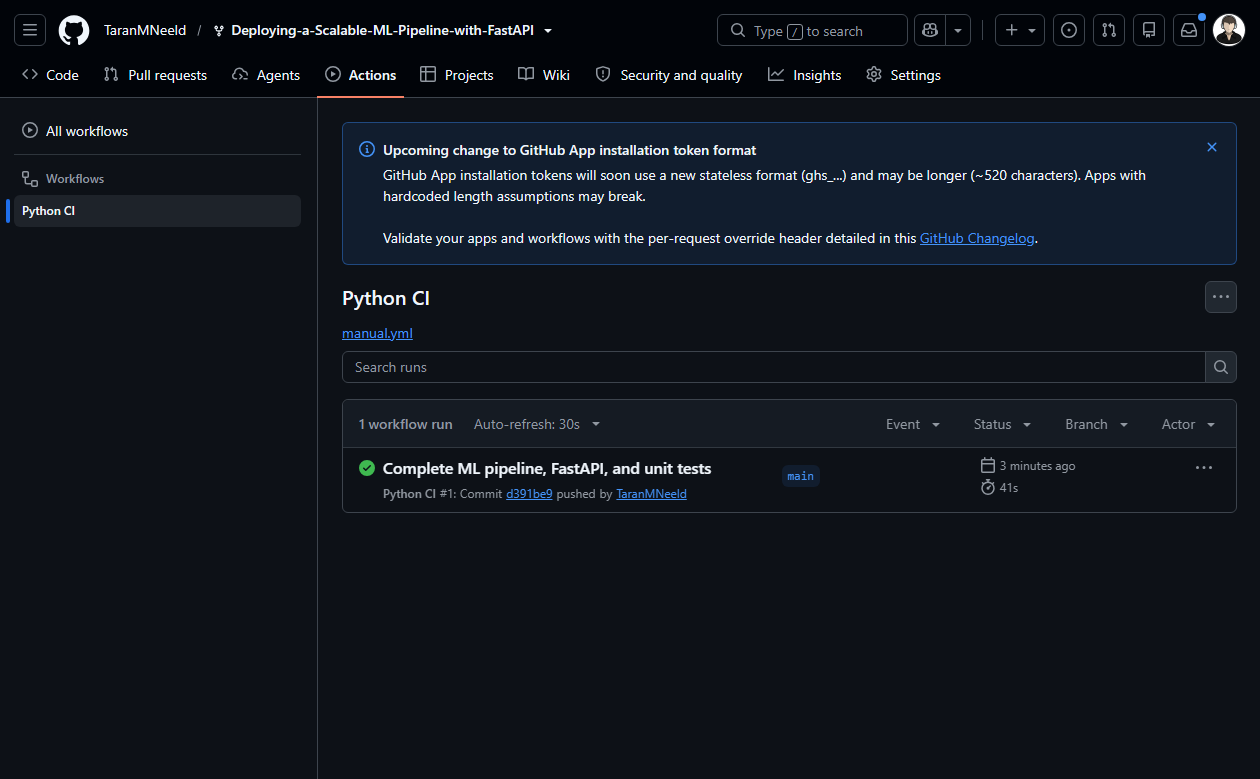 TaranMNeeld / Deploying-a-Scalable-ML-Pipeline-with-FastAPI
Type / to search
Code Pull requests Agents Actions Projects Wiki Security and quality Insights Settings
All workflows
Workflows
Python CI
Upcoming change to GitHub App installation token format
GitHub App installation tokens will soon use a new stateless format (ghs_...) and may be longer (~520 characters). Apps with
hardcoded length assumptions may break.
Validate your apps and workflows with the per-request override header detailed in this GitHub Changelog.
Python CI
manual.yml
Search runs
1 workflow run Auto-refresh: 30s Event Status Branch Actor
Complete ML pipeline, FastAPI, and unit tests
main
3 minutes ago
Python CI #1: Commit d391be9 pushed by TaranMNeeld
41s